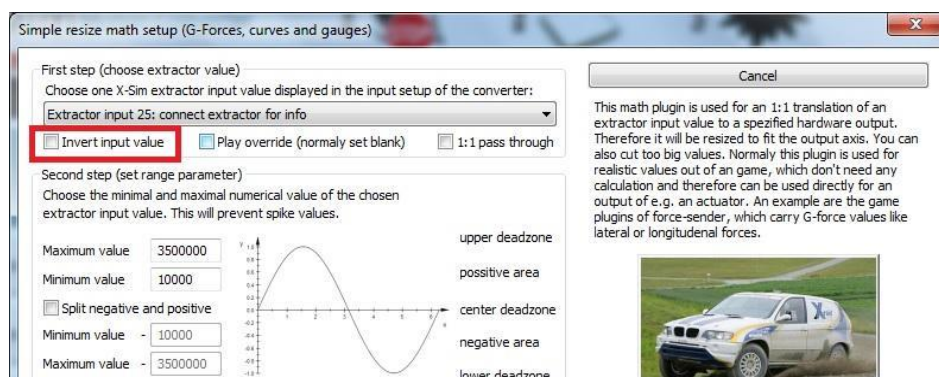 Simple resize math setup (G-Forces, curves and gauges)
First step (choose extractor value)
Choose one X-Sim extractor input value displayed in the input setup of the converter:
Extractor input 25: connect extractor for info
Invert input value
Play override (normaly set blank)
1:1 pass through
Second step (set range parameter)
Choose the minimal and maximal numerical value of the chosen
extractor input value. This will prevent spike values.
Maximum value 3500000
Minimum value 10000
Split negative and positive
Minimum value - 10000
Maximum value - 3500000
upper deadzone
possitive area
center deadzone
negative area
lower deadzone
Cancel
This math plugin is used for an 1:1 translation of an
extractor input value to a spezified hardware output.
Therefore it will be resized to fit the output axis. You can
also cut too big values. Normaly this plugin is used for
realistic values out of an game, which don't need any
calculation and therefore can be used directly for an
output of e.g. an actuator. An example are the game
plugins of force-sender, which carry G-force values like
lateral or longitudenal forces.